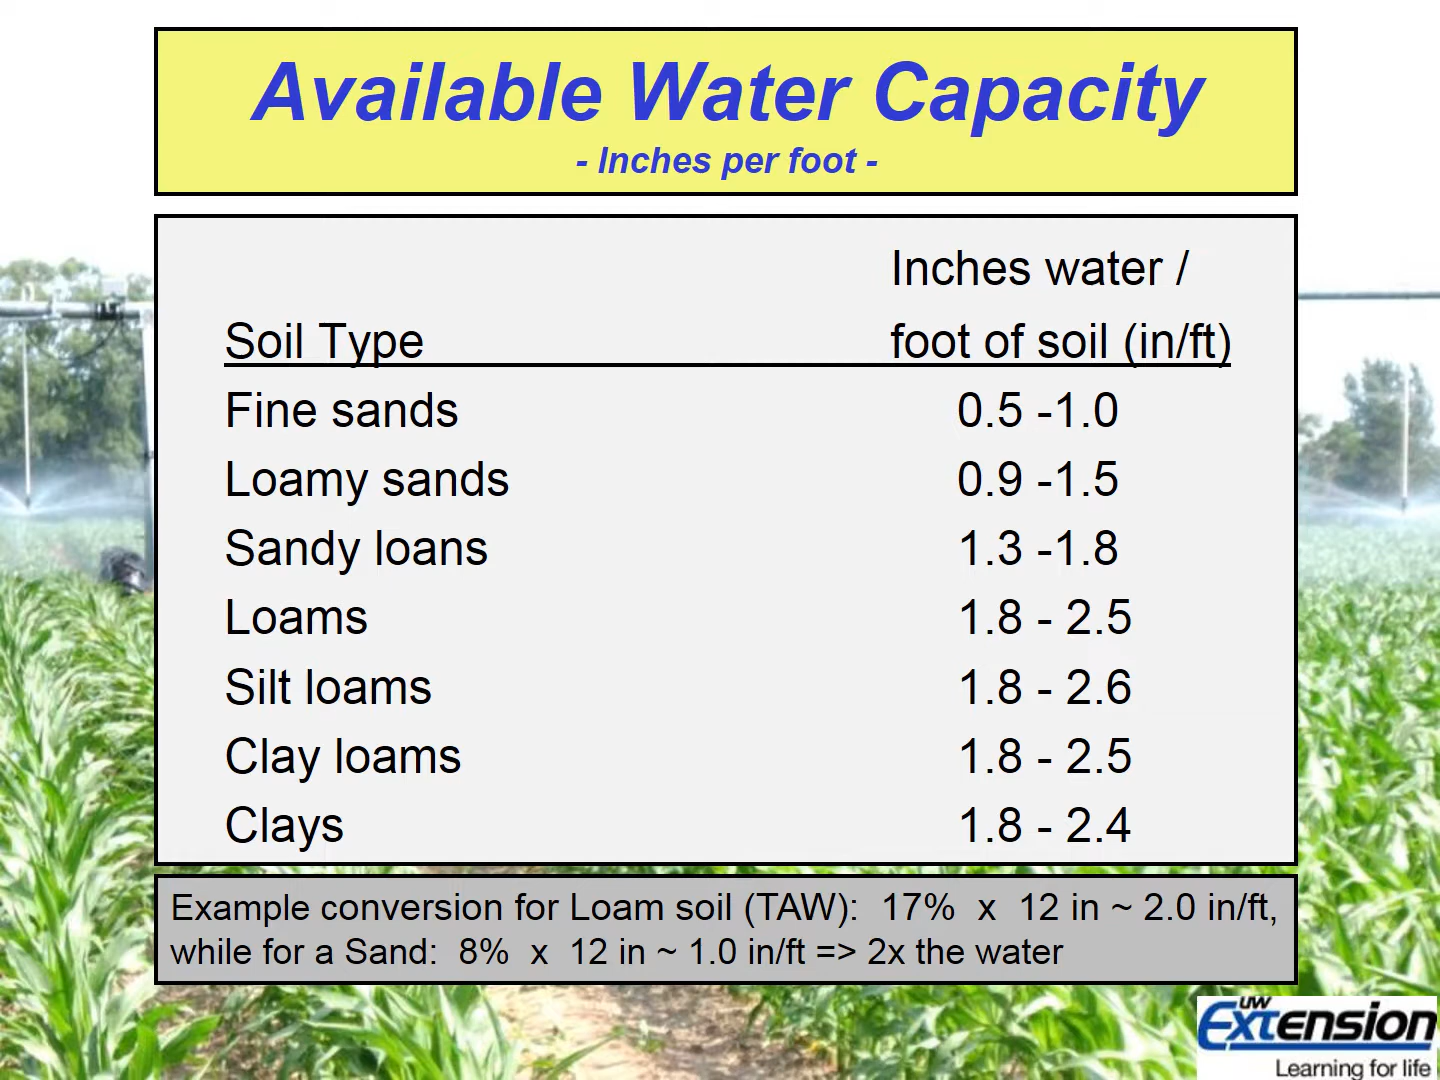 Available Water Capacity
- Inches per foot -
Inches water /
Soil Type foot of soil (in/ft)
Fine sands 0.5 -1.0
Loamy sands 0.9 -1.5
Sandy loans 1.3 -1.8
Loams 1.8 - 2.5
Silt loams 1.8 - 2.6
Clay loams 1.8 - 2.5
Clays 1.8 - 2.4
Example conversion for Loam soil (TAW): 17% x 12 in ~ 2.0 in/ft,
while for a Sand: 8% x 12 in ~ 1.0 in/ft => 2x the water
UW
Extension
Learning for life